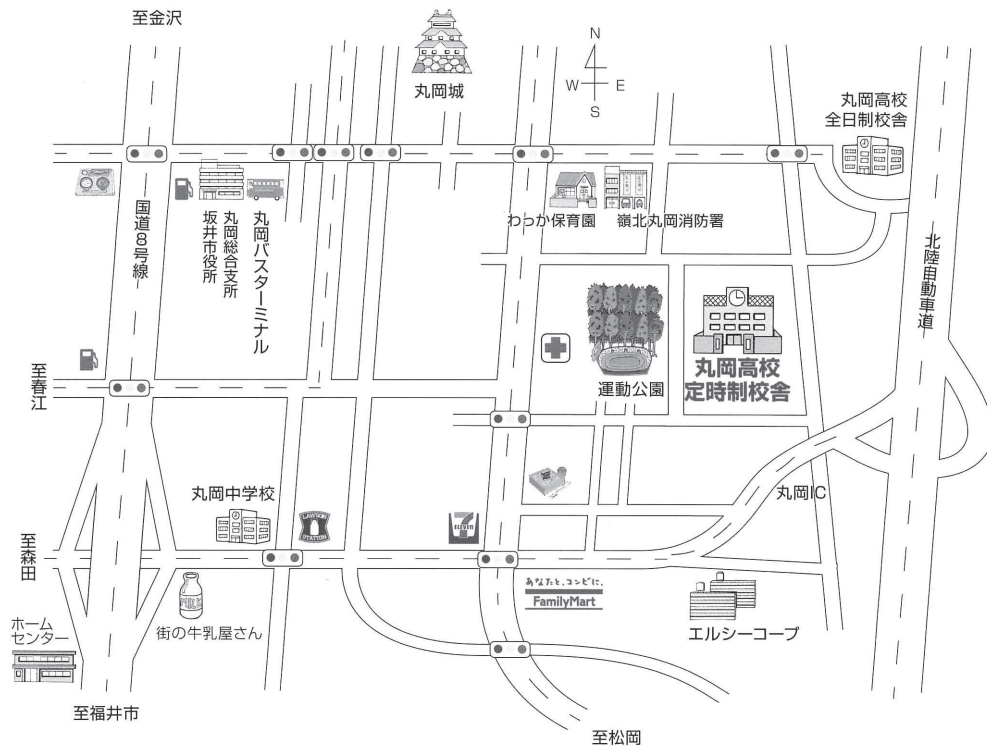 至金沢
N
W E
S
丸岡城
丸岡高校
全日制校舎
国道8号線
坂井市役所
丸岡総合支所
丸岡バスターミナル
わっか保育園
嶺北丸岡消防署
北陸自動車道
至春江
運動公園
丸岡高校
定時制校舎
丸岡IC
丸岡中学校
LAWSON
STATION
7
ELEVEN
至森田
MILK
街の牛乳屋さん
あなたと、コンビに、
FamilyMart
エルシーコープ
ホーム
センター
至福井市
至松岡